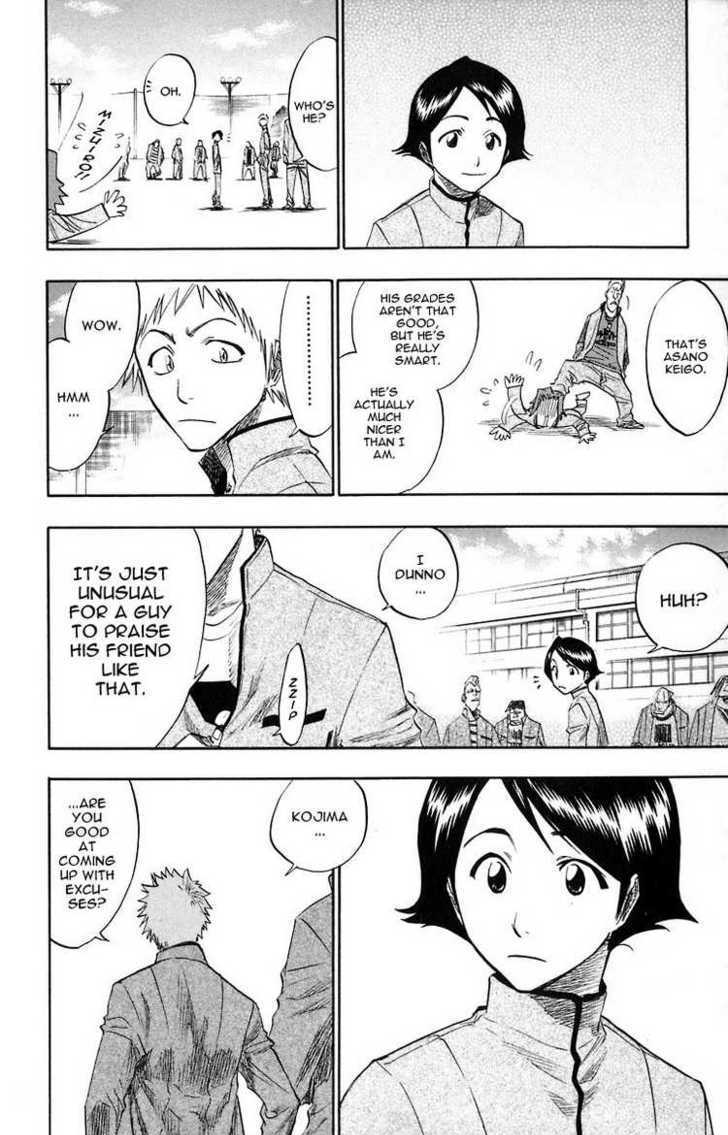 WHO'S
HE?
OH.
MIZUIRO!!
THAT'S
ASANO
KEIGO.
HIS GRADES
AREN'T THAT
GOOD,
BUT HE'S
REALLY
SMART.
HE'S
ACTUALLY
MUCH
NICER
THAN I
AM.
..........
WOW.
HMM
...
HUH?
I
DUNNO
...
ZZIP
IT'S JUST
UNUSUAL
FOR A GUY
TO PRAISE
HIS FRIEND
LIKE
THAT.
KOJIMA
...
...ARE
YOU
GOOD
AT
COMING
UP WITH
EXCU-
SES?